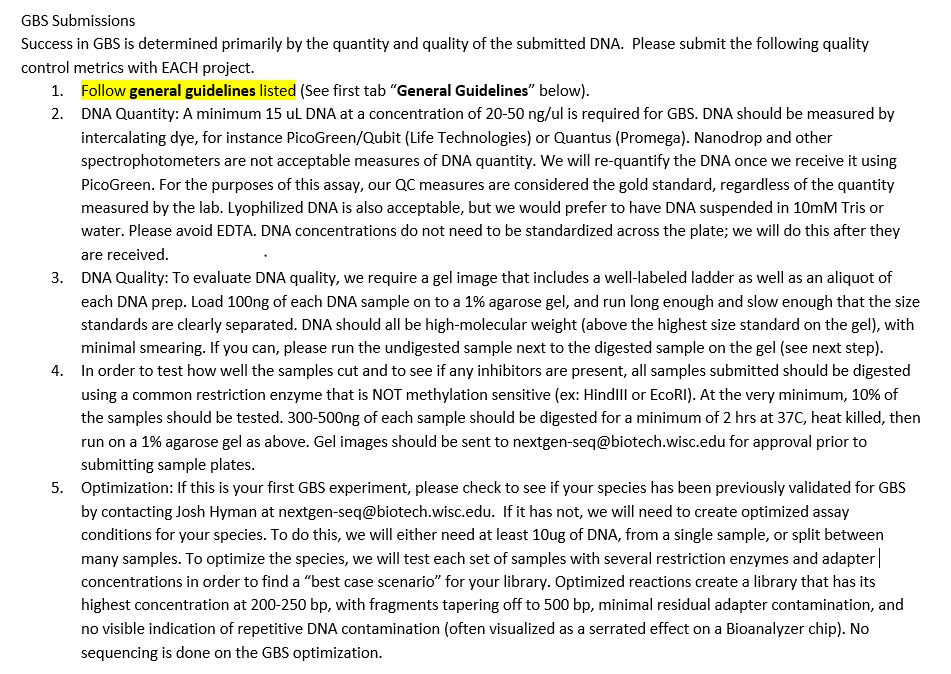 GBS Submissions
Success in GBS is determined primarily by the quantity and quality of the submitted DNA.  Please submit the following quality
control metrics with EACH project.
1. Follow general guidelines listed (See first tab “General Guidelines” below).
2. DNA Quantity: A minimum 15 uL DNA at a concentration of 20-50 ng/ul is required for GBS. DNA should be measured by
intercalating dye, for instance PicoGreen/Qubit (Life Technologies) or Quantus (Promega). Nanodrop and other
spectrophotometers are not acceptable measures of DNA quantity. We will re-quantify the DNA once we receive it using
PicoGreen. For the purposes of this assay, our QC measures are considered the gold standard, regardless of the quantity
measured by the lab. Lyophilized DNA is also acceptable, but we would prefer to have DNA suspended in 10mM Tris or
water. Please avoid EDTA. DNA concentrations do not need to be standardized across the plate; we will do this after they
are received.
3. DNA Quality: To evaluate DNA quality, we require a gel image that includes a well-labeled ladder as well as an aliquot of
each DNA prep. Load 100ng of each DNA sample on to a 1% agarose gel, and run long enough and slow enough that the size
standards are clearly separated. DNA should all be high-molecular weight (above the highest size standard on the gel), with
minimal smearing. If you can, please run the undigested sample next to the digested sample on the gel (see next step).
4. In order to test how well the samples cut and to see if any inhibitors are present, all samples submitted should be digested
using a common restriction enzyme that is NOT methylation sensitive (ex: HindIII or EcoRI). At the very minimum, 10% of
the samples should be tested. 300-500ng of each sample should be digested for a minimum of 2 hrs at 37C, heat killed, then
run on a 1% agarose gel as above. Gel images should be sent to nextgen-seq@biotech.wisc.edu for approval prior to
submitting sample plates.
5. Optimization: If this is your first GBS experiment, please check to see if your species has been previously validated for GBS
by contacting Josh Hyman at nextgen-seq@biotech.wisc.edu.  If it has not, we will need to create optimized assay
conditions for your species. To do this, we will either need at least 10ug of DNA, from a single sample, or split between
many samples. To optimize the species, we will test each set of samples with several restriction enzymes and adapter
concentrations in order to find a “best case scenario” for your library. Optimized reactions create a library that has its
highest concentration at 200-250 bp, with fragments tapering off to 500 bp, minimal residual adapter contamination, and
no visible indication of repetitive DNA contamination (often visualized as a serrated effect on a Bioanalyzer chip). No
sequencing is done on the GBS optimization.